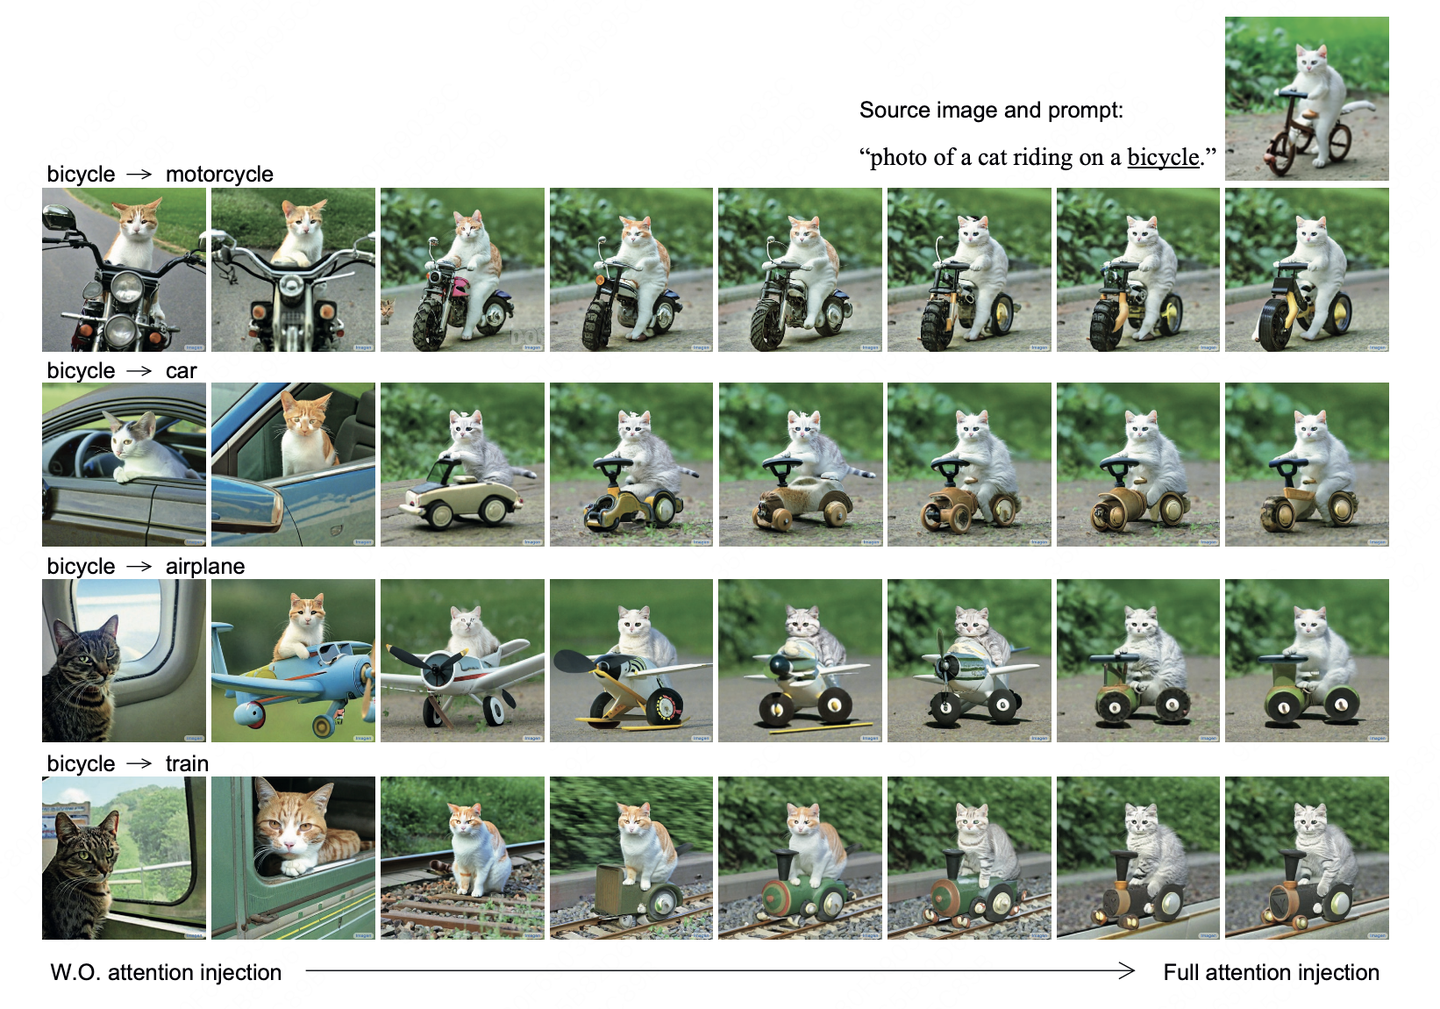 Source image and prompt:
“photo of a cat riding on a bicycle.”
bicycle → motorcycle
bicycle → car
bicycle → airplane
bicycle → train
W.O. attention injection
Full attention injection